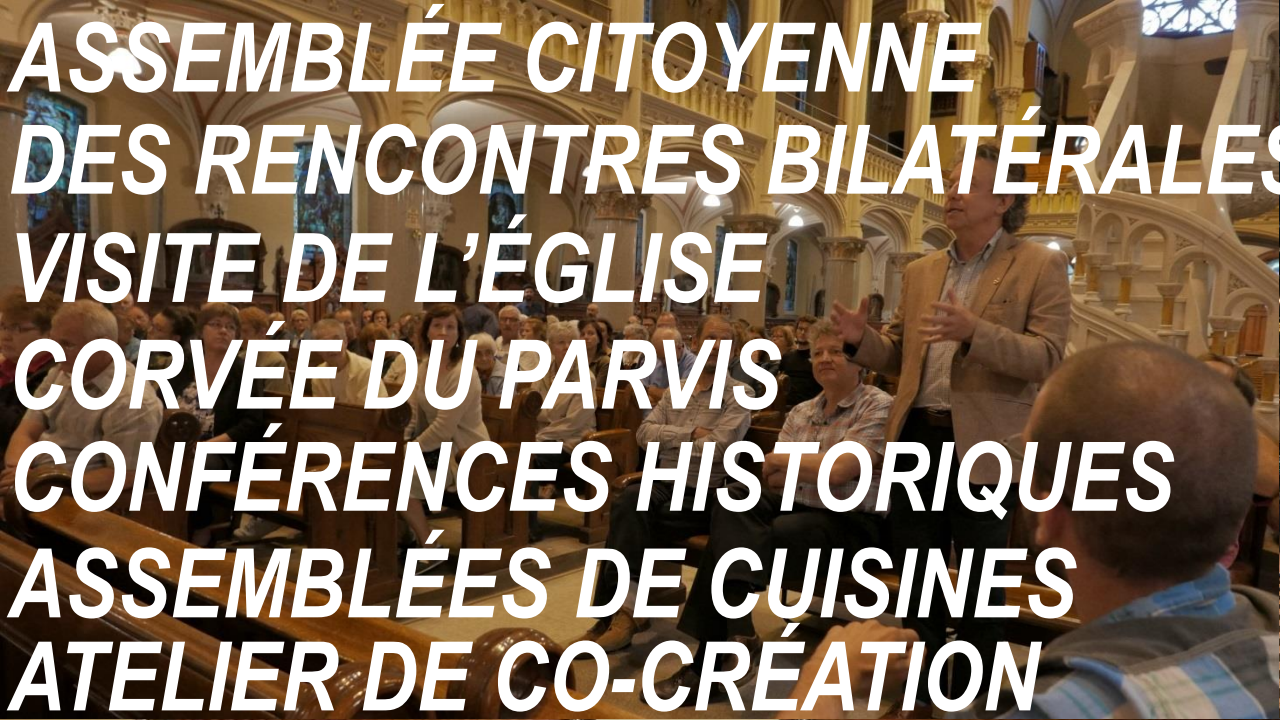 ASSEMBLÉE CITOYENNE
DES RENCONTRES BILATÉRALES
VISITE DE L’ÉGLISE
CORVÉE DU PARVIS
CONFÉRENCES HISTORIQUES
ASSEMBLÉES DE CUISINES
ATELIER DE CO-CRÉATION